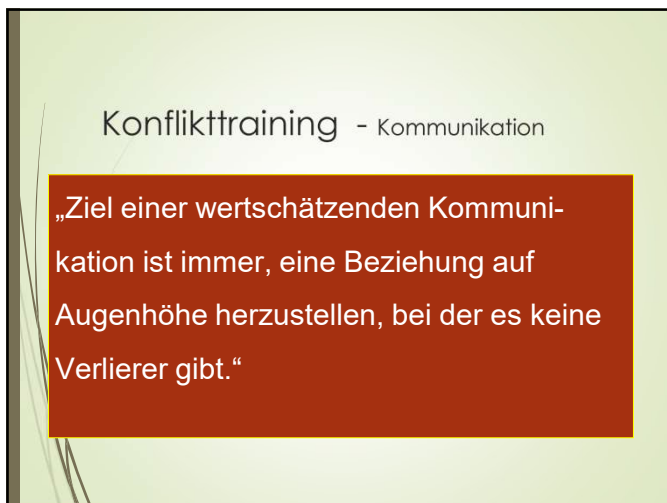 Konflikttraining - Kommunikation
„Ziel einer wertschätzenden Kommuni-
kation ist immer, eine Beziehung auf
Augenhöhe herzustellen, bei der es keine
Verlierer gibt.“